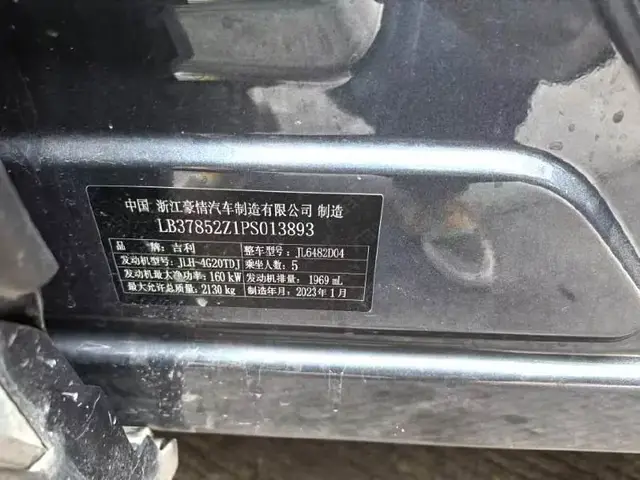 中国 浙江豪情汽车制造有限公司 制造
LB37852Z1PS013893
品牌：吉利 整车型号：JL6482D04
发动机型号：JLH-4G20TDJ 乘坐人数：5
发动机最大净功率：160 kW 发动机排量：1969 mL
最大允许总质量：2130 kg 制造年月：2023年1月